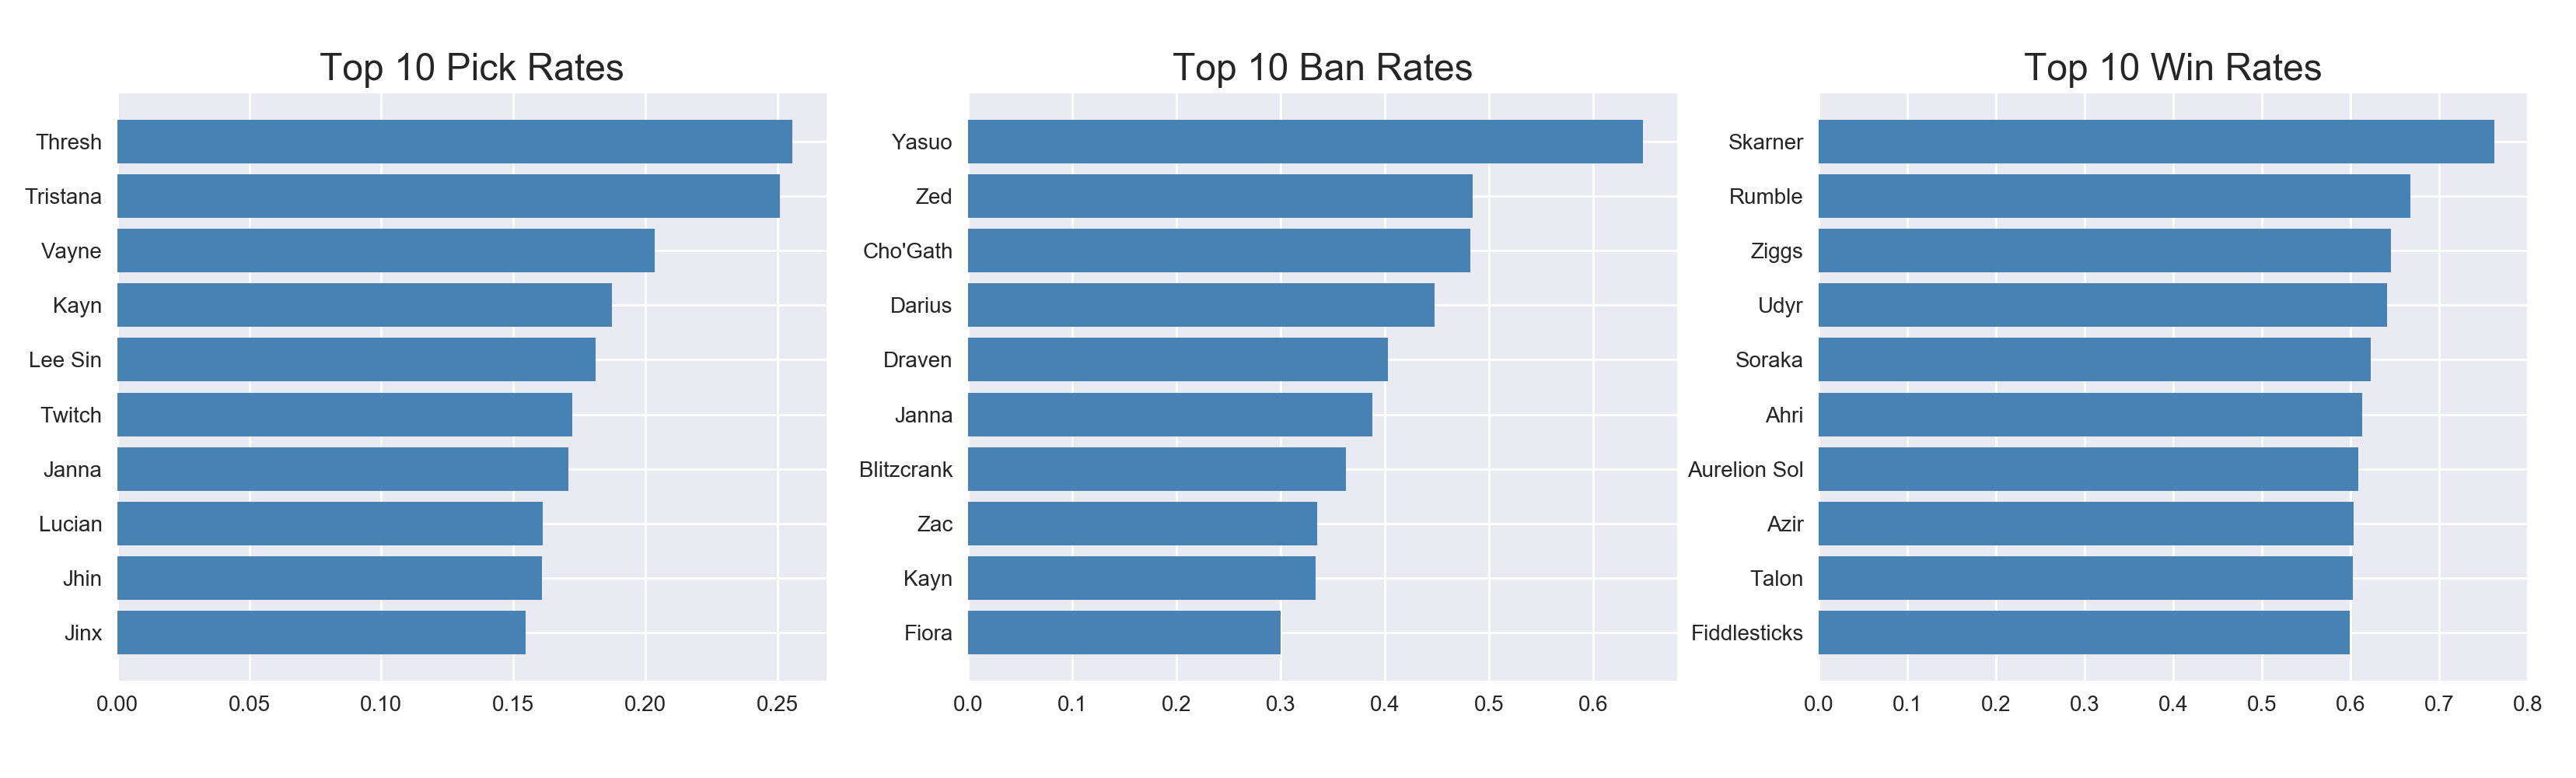 Top 10 Pick Rates
Thresh
Tristana
Vayne
Kayn
Lee Sin
Twitch
Janna
Lucian
Jhin
Jinx
0.00 0.05 0.10 0.15 0.20 0.25
Top 10 Ban Rates
Yasuo
Zed
Cho'Gath
Darius
Draven
Janna
Blitzcrank
Zac
Kayn
Fiora
0.0 0.1 0.2 0.3 0.4 0.5 0.6
Top 10 Win Rates
Skarner
Rumble
Ziggs
Udyr
Soraka
Ahri
Aurelion Sol
Azir
Talon
Fiddlesticks
0.0 0.1 0.2 0.3 0.4 0.5 0.6 0.7 0.8